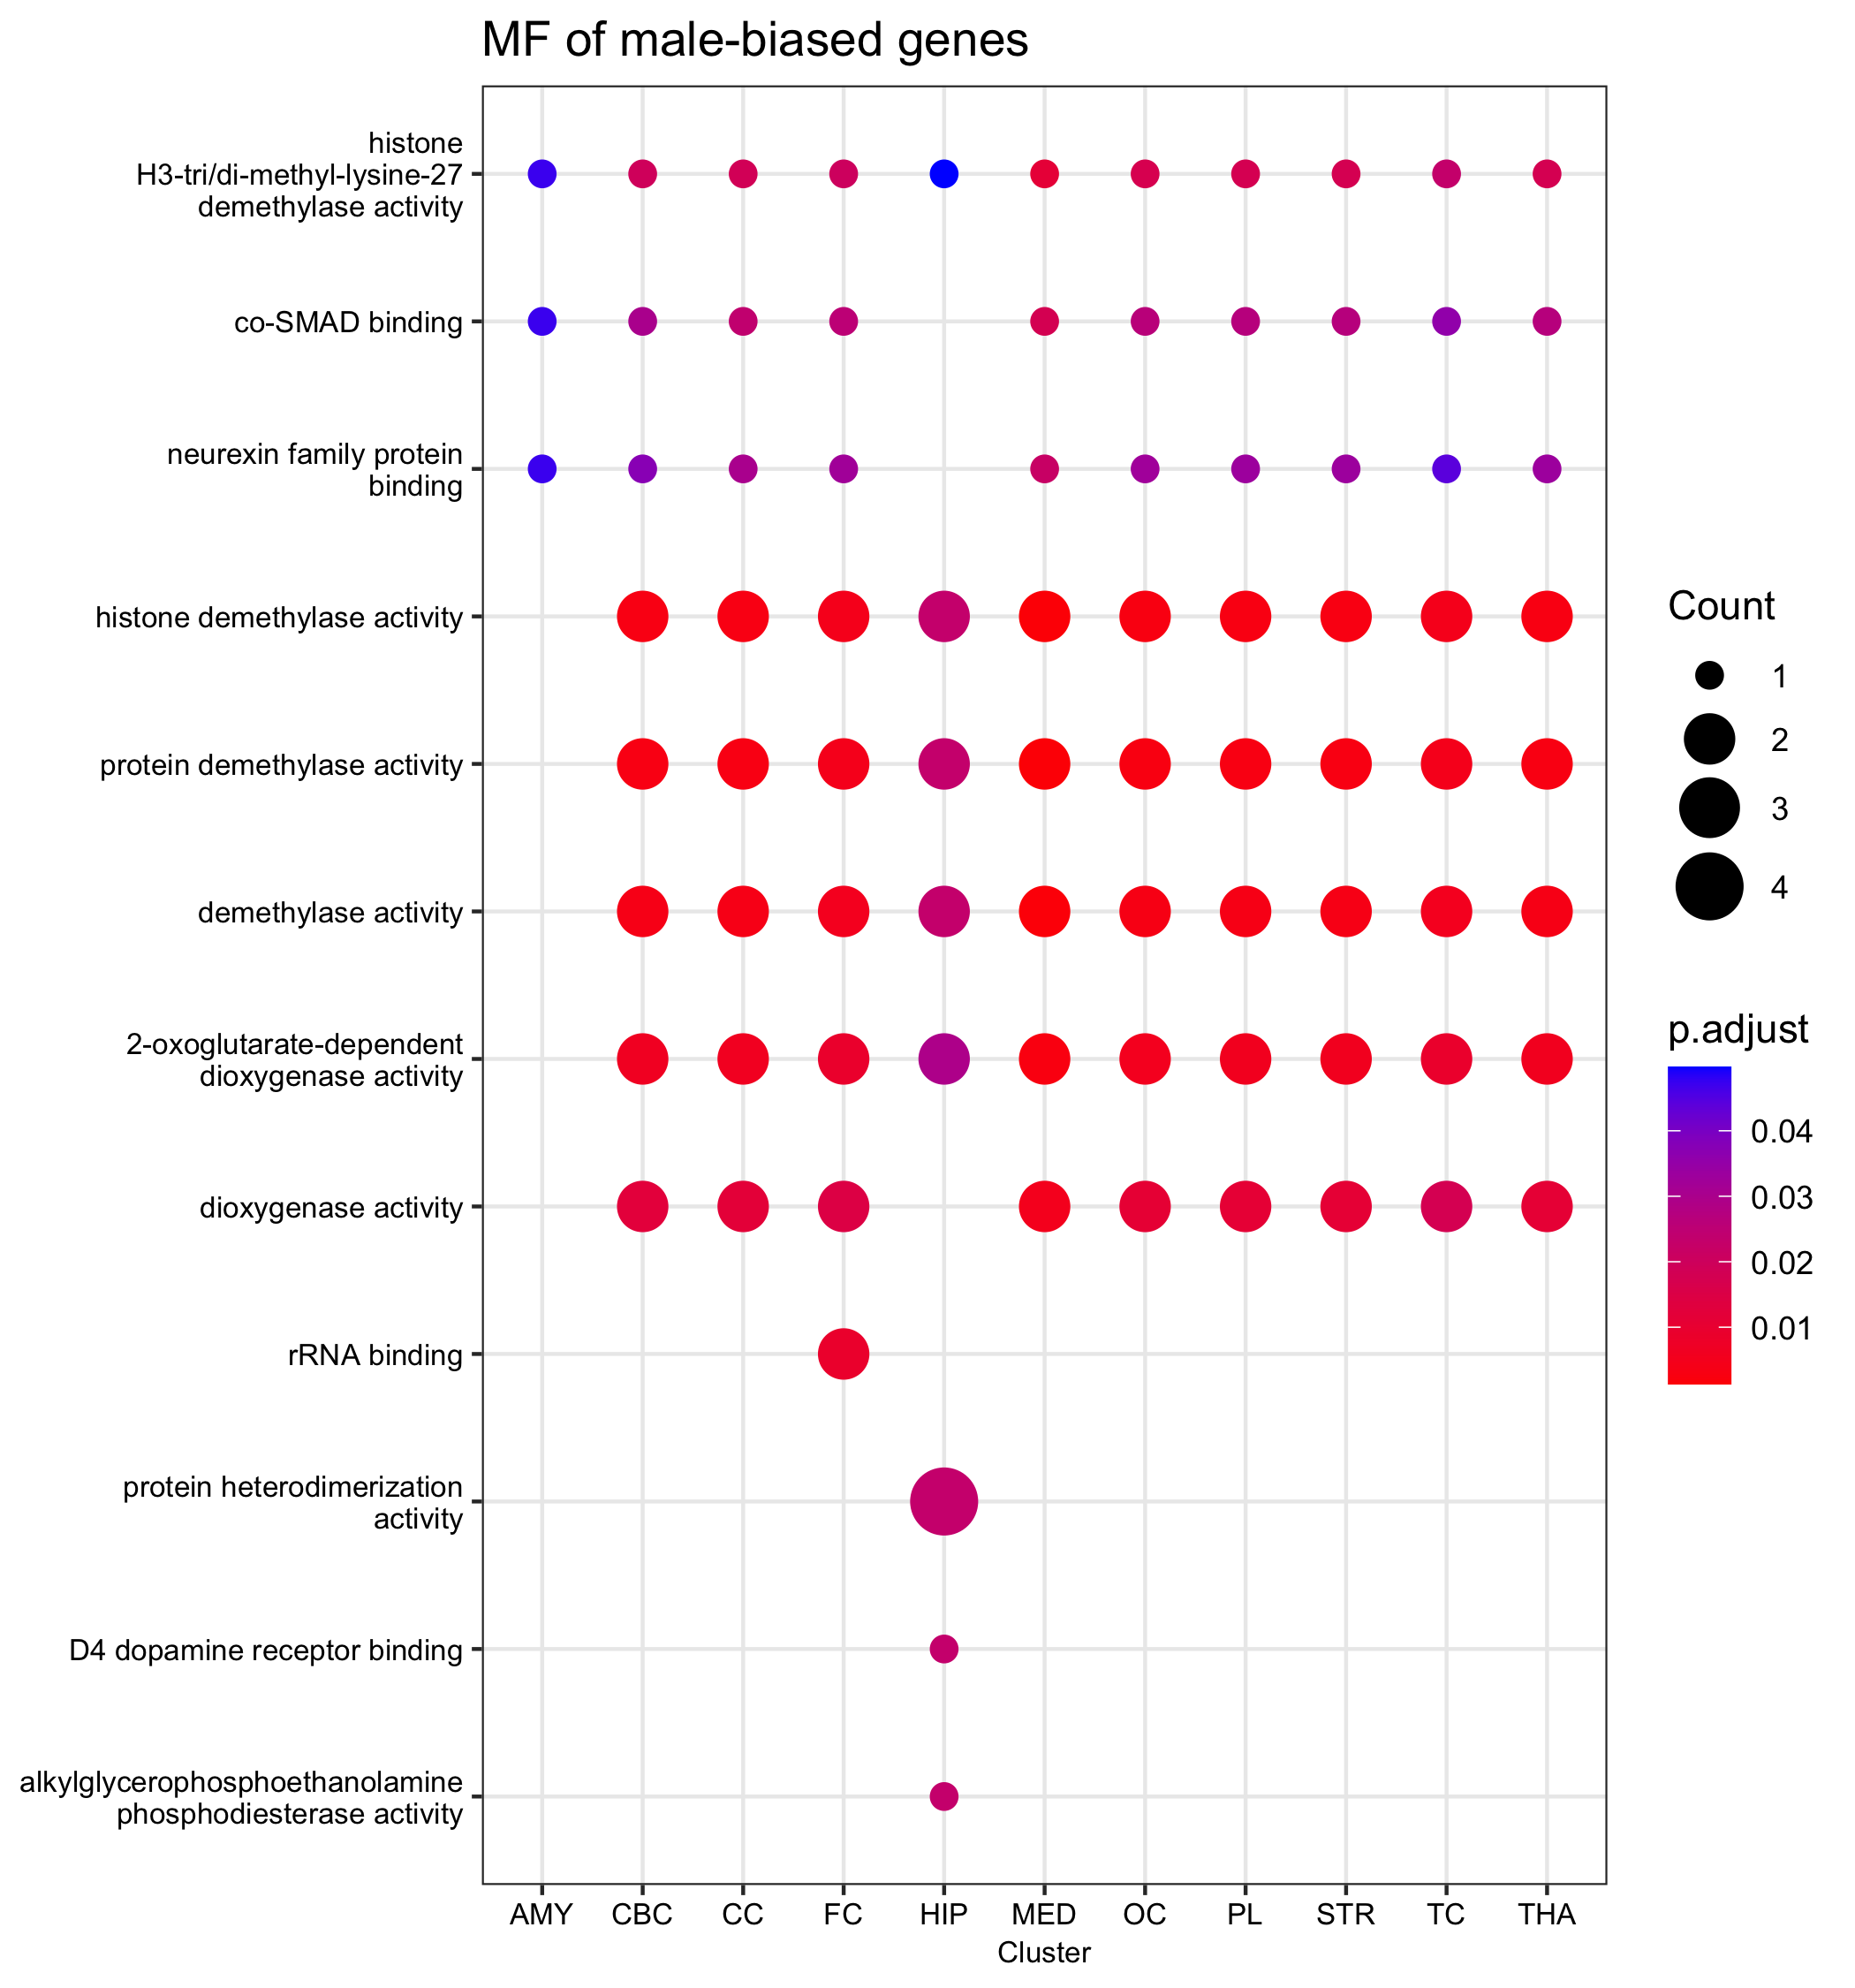 MF of male-biased genes
histone
H3-tri/di-methyl-lysine-27
demethylase activity
co-SMAD binding
neurexin family protein
binding
histone demethylase activity
protein demethylase activity
demethylase activity
2-oxoglutarate-dependent
dioxygenase activity
dioxygenase activity
rRNA binding
protein heterodimerization
activity
D4 dopamine receptor binding
alkylglycerophosphoethanolamine
phosphodiesterase activity
AMY CBC CC FC HIP MED OC PL STR TC THA
Cluster
Count
1
2
3
4
p.adjust
0.04
0.03
0.02
0.01